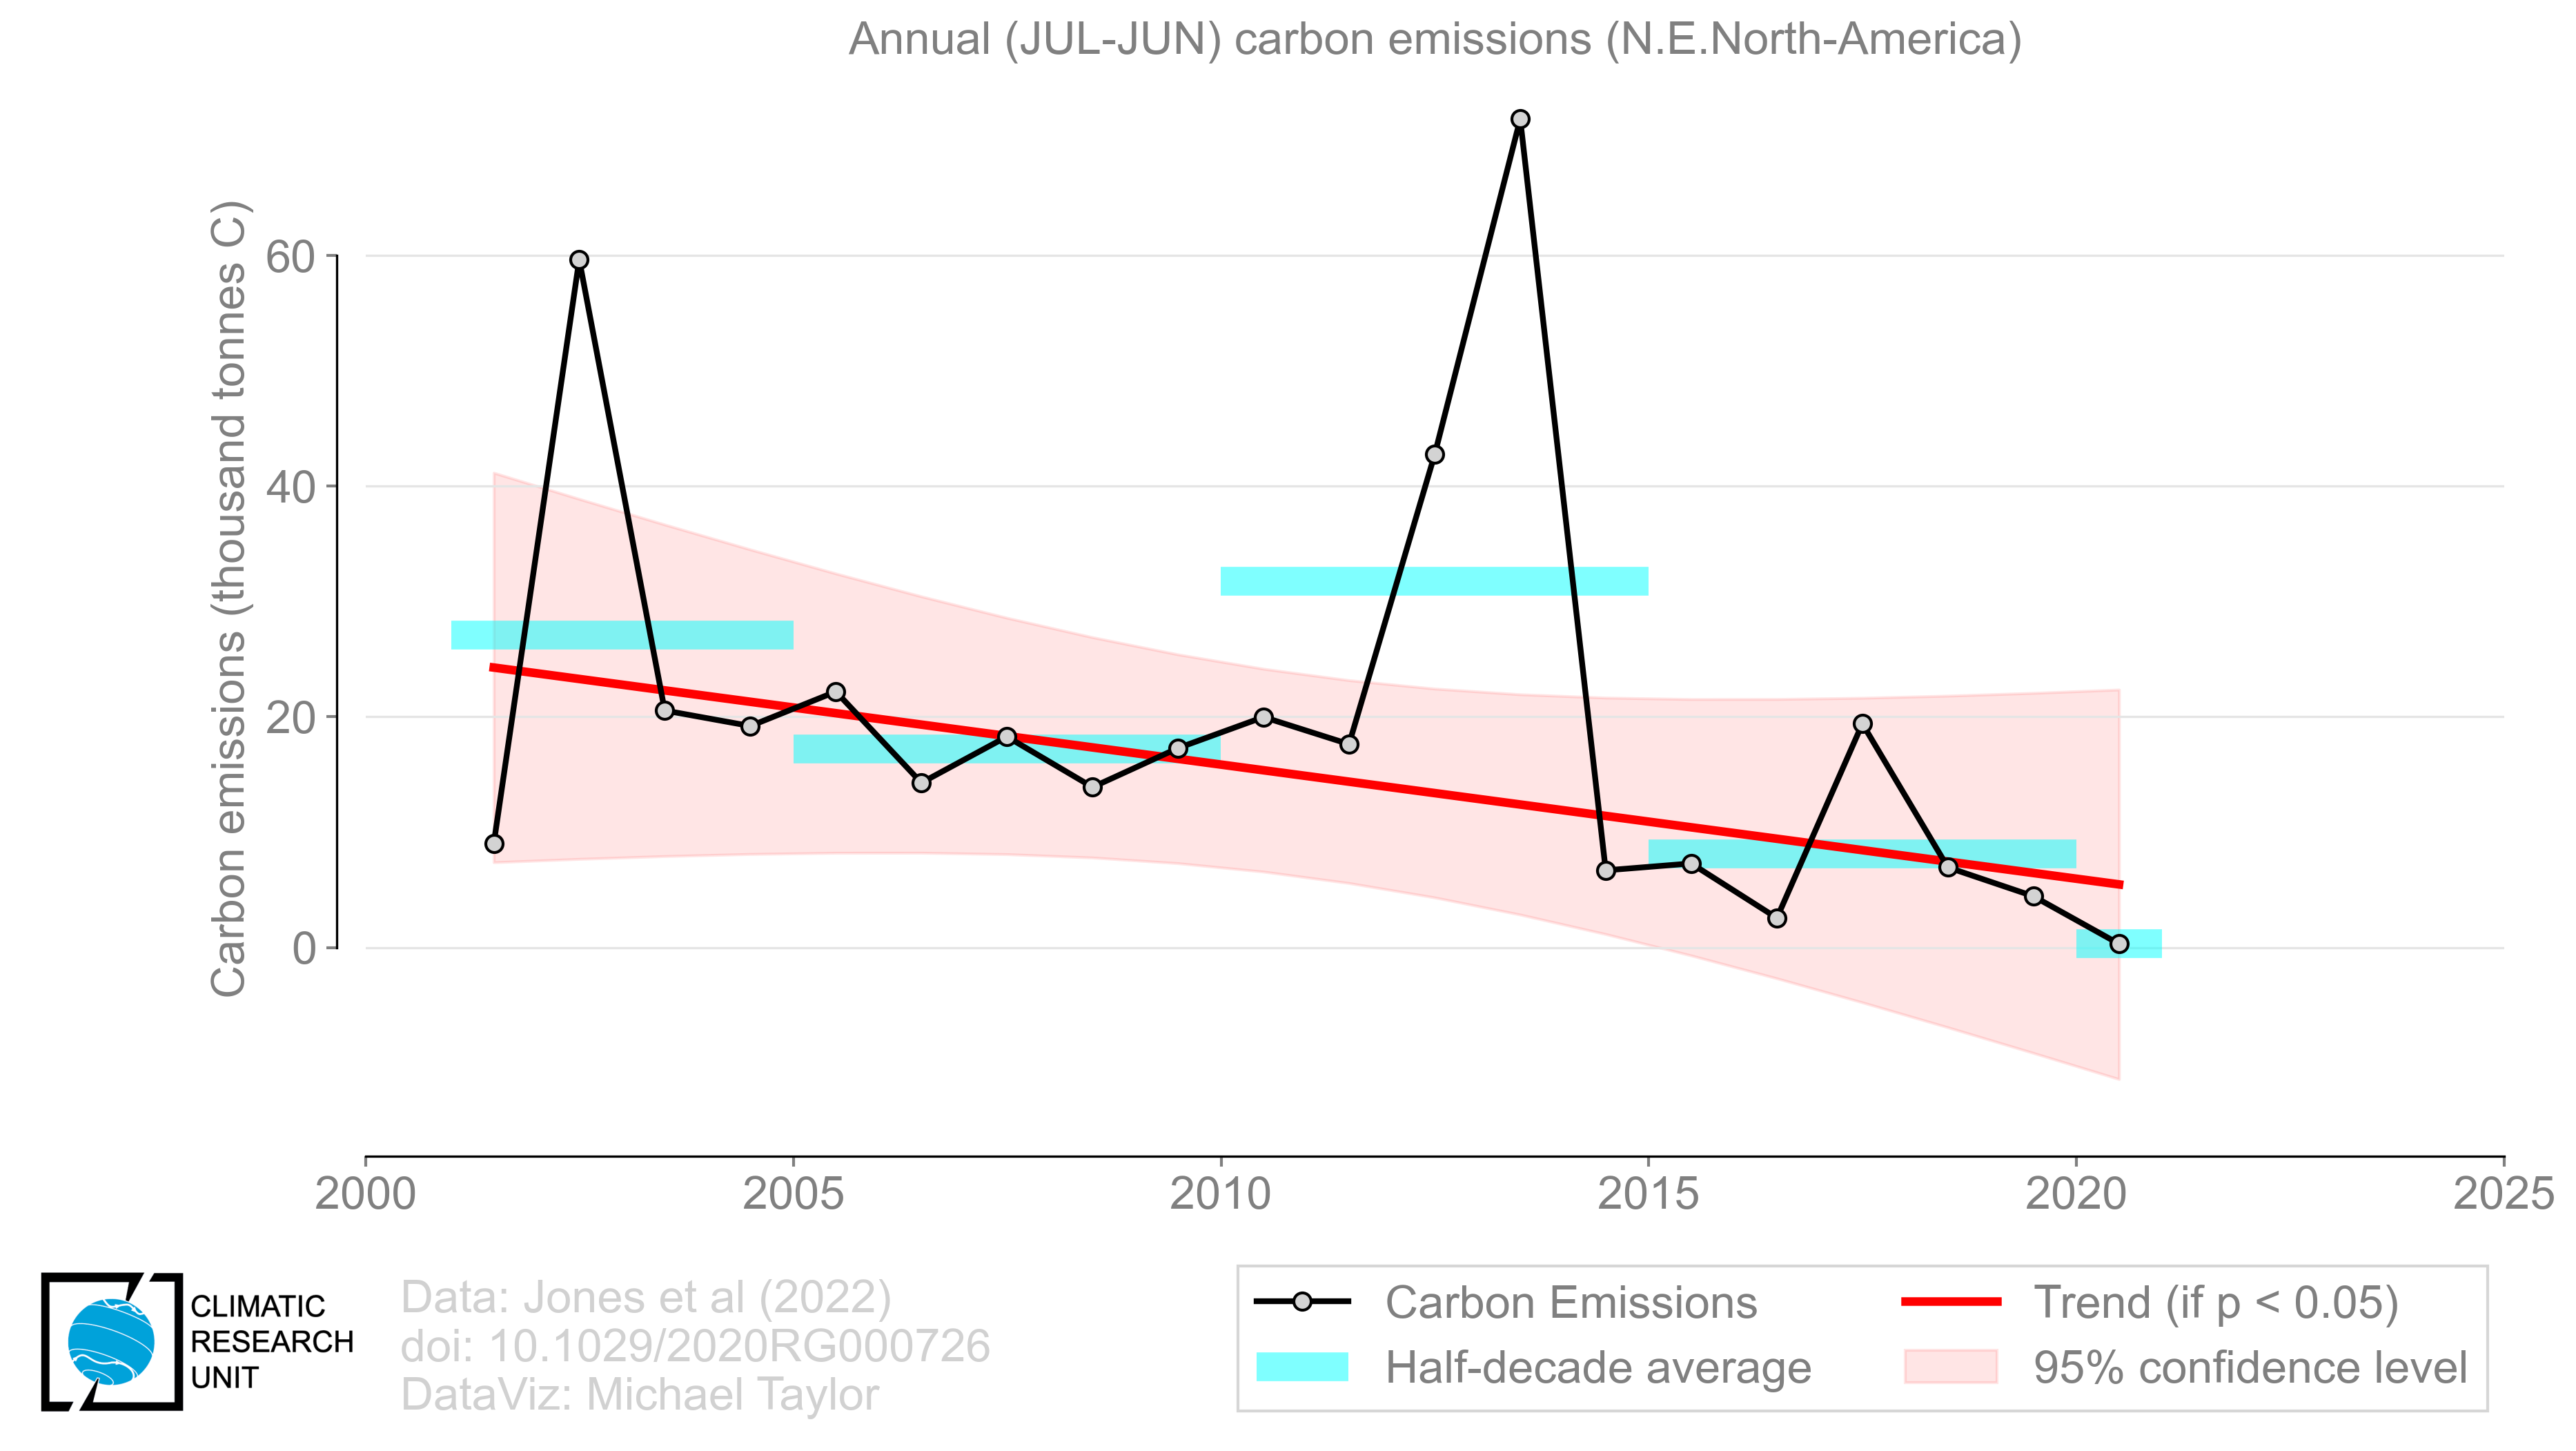 Annual (JUL-JUN) carbon emissions (N.E.North-America)
Carbon emissions (thousand tonnes C)
60
40
20
0
2000 2005 2010 2015 2020 2025
CLIMATIC
RESEARCH
UNIT
Data: Jones et al (2022)
doi: 10.1029/2020RG000726
DataViz: Michael Taylor
Carbon Emissions
Half-decade average
Trend (if p < 0.05)
95% confidence level